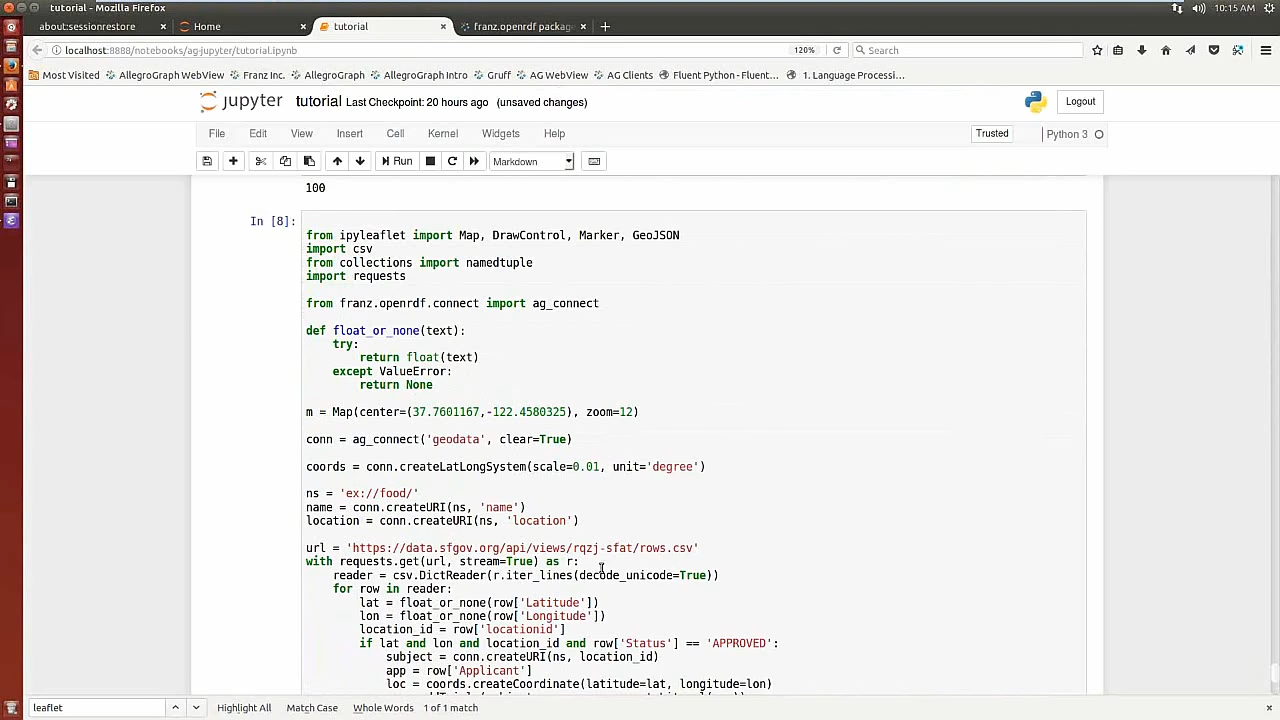 tutorial - Mozilla Firefox
10:15 AM
about:sessionrestore
Home
tutorial
franz.openrdf package
localhost:8888/notebooks/ag-jupyter/tutorial.ipynb
120%
Search
Most Visited
AllegroGraph WebView
Franz Inc.
AllegroGraph
AllegroGraph Intro
Gruff
AG WebView
AG Clients
Fluent Python - Fluent…
1. Language Processi…
jupyter
tutorial Last Checkpoint: 20 hours ago (unsaved changes)
Logout
File Edit View Insert Cell Kernel Widgets Help
Trusted
Python 3
Run
Markdown
100
In [8]:
from ipyleaflet import Map, DrawControl, Marker, GeoJSON
import csv
from collections import namedtuple
import requests
from franz.openrdf.connect import ag_connect
def float_or_none(text):
    try:
        return float(text)
    except ValueError:
        return None
m = Map(center=(37.7601167,-122.4580325), zoom=12)
conn = ag_connect('geodata', clear=True)
coords = conn.createLatLongSystem(scale=0.01, unit='degree')
ns = 'ex://food/'
name = conn.createURI(ns, 'name')
location = conn.createURI(ns, 'location')
url = 'https://data.sfgov.org/api/views/rqzj-sfat/rows.csv'
with requests.get(url, stream=True) as r:
    reader = csv.DictReader(r.iter_lines(decode_unicode=True))
    for row in reader:
        lat = float_or_none(row['Latitude'])
        lon = float_or_none(row['Longitude'])
        location_id = row['locationid']
        if lat and lon and location_id and row['Status'] == 'APPROVED':
            subject = conn.createURI(ns, location_id)
            app = row['Applicant']
            loc = coords.createCoordinate(latitude=lat, longitude=lon)
leaflet
Highlight All
Match Case
Whole Words
1 of 1 match